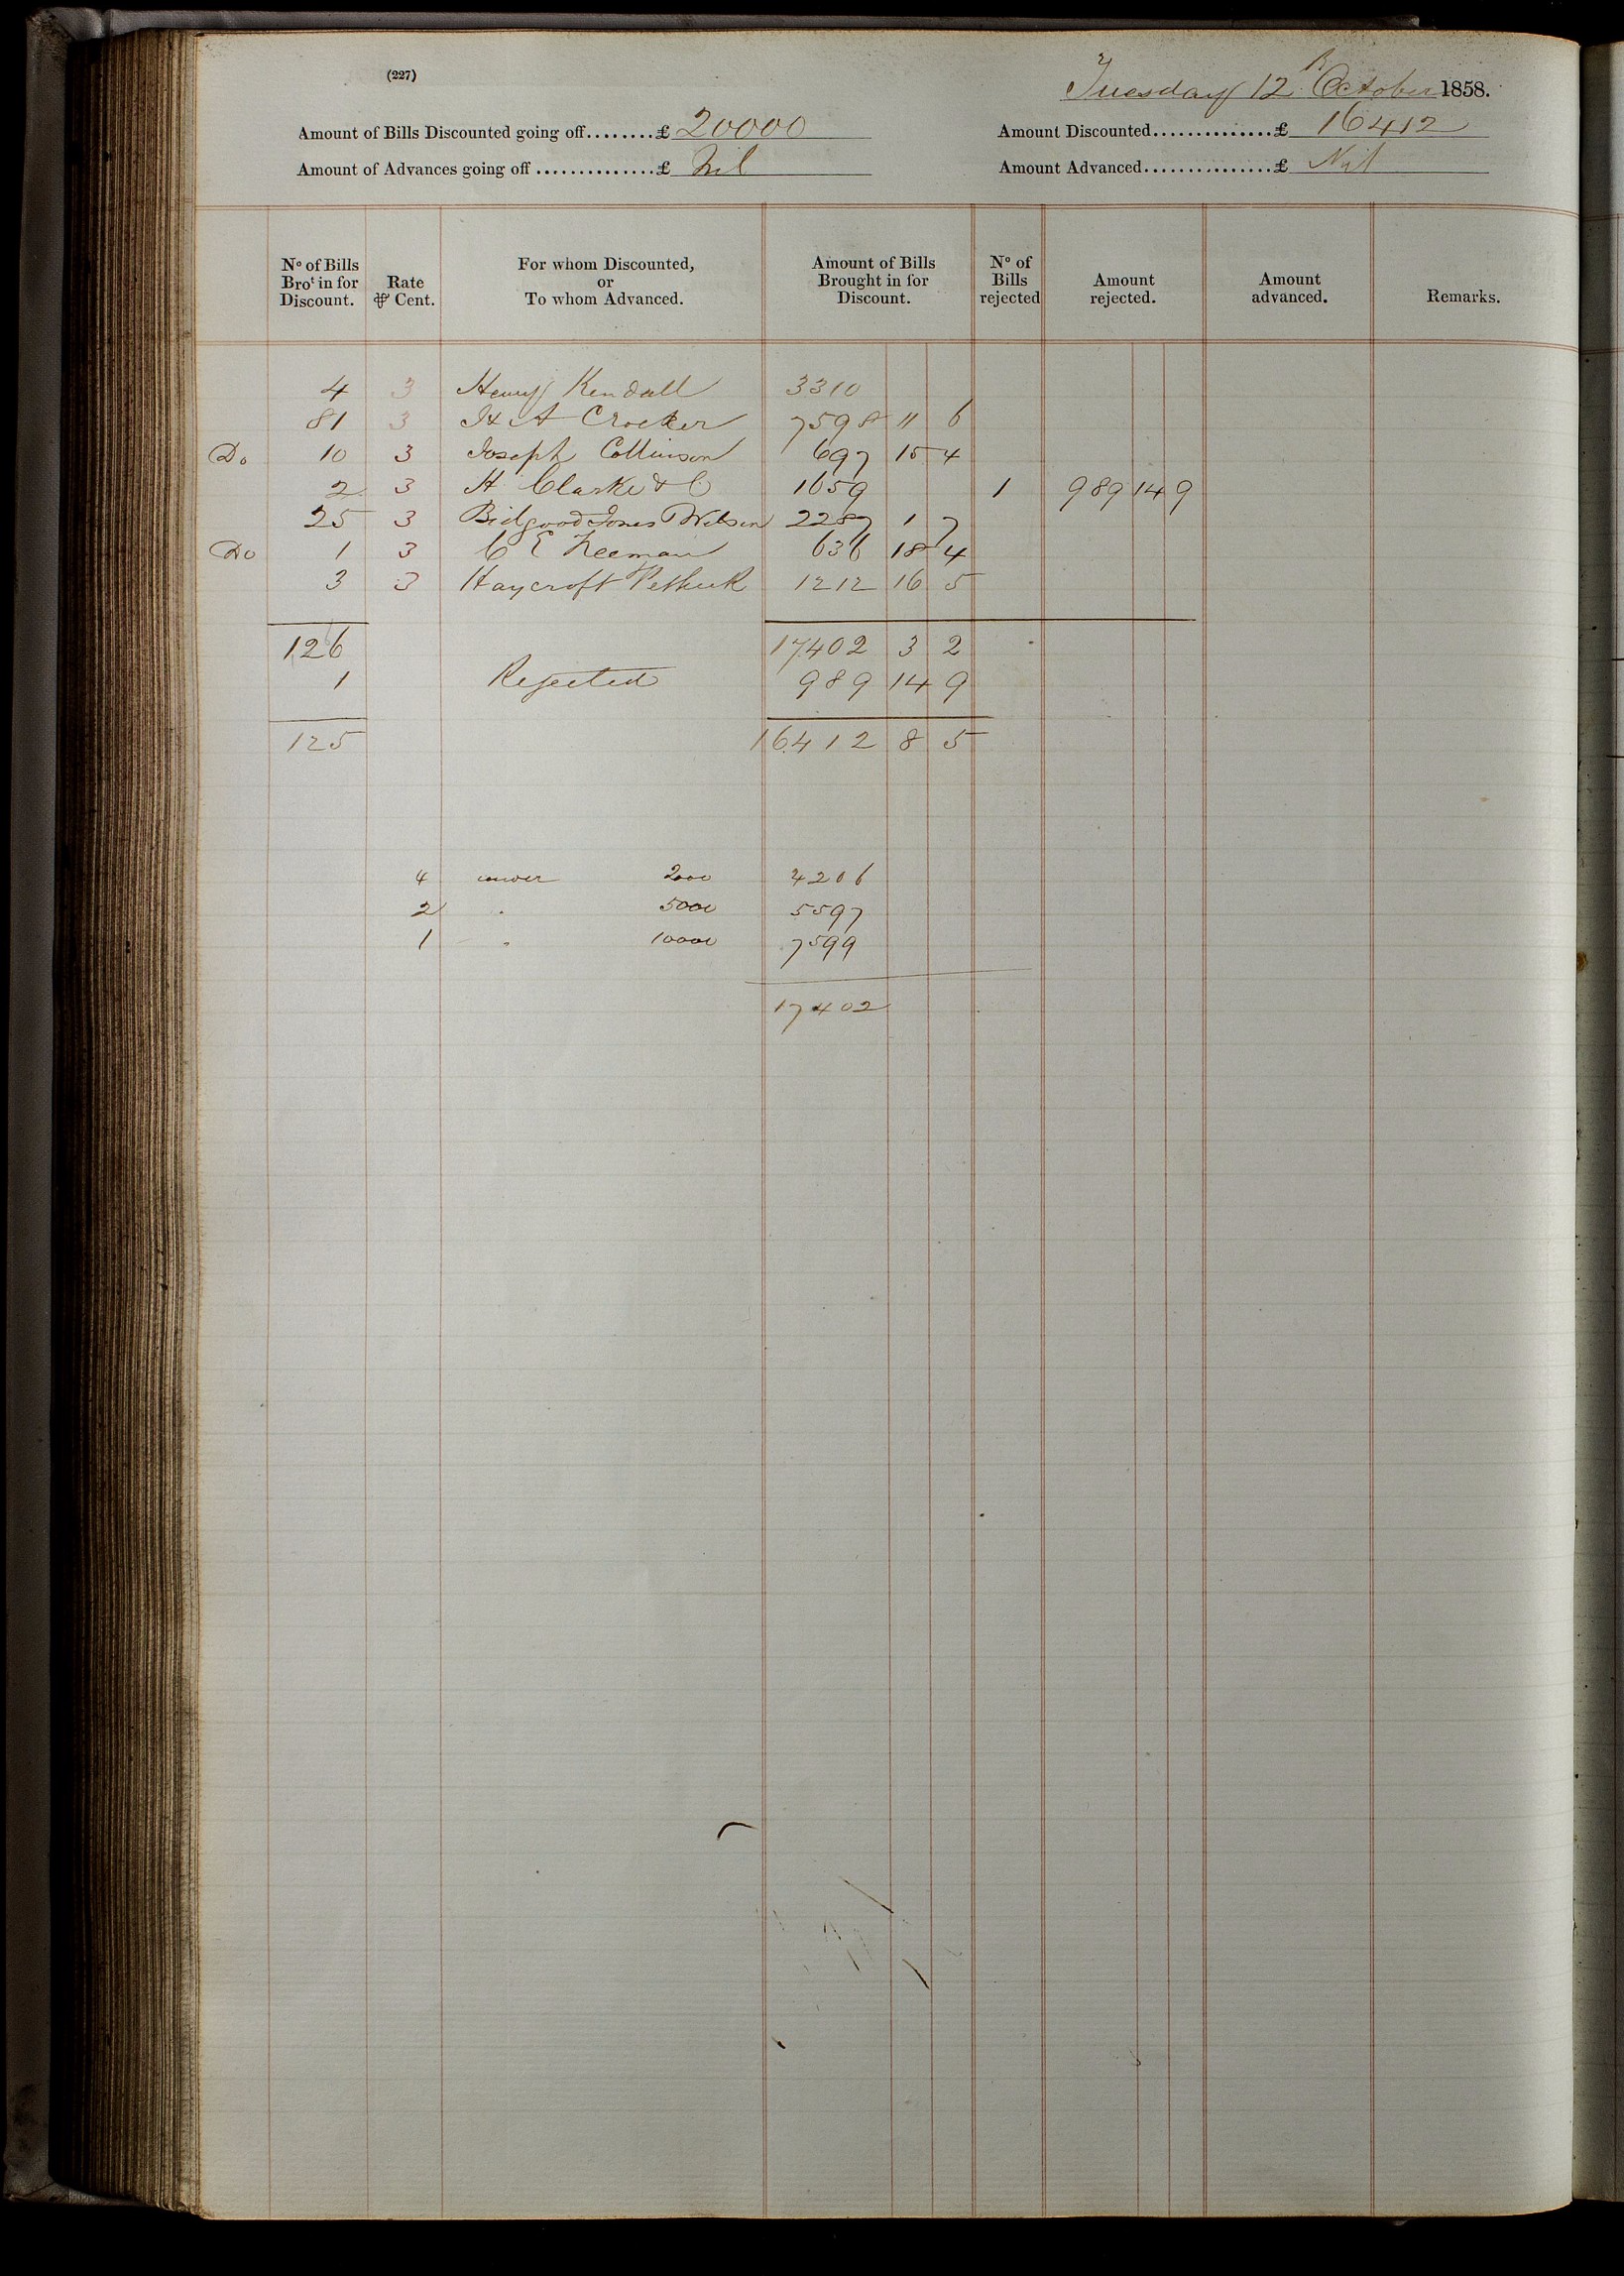 (227)
Tuesday 12th October 1858.
Amount of Bills Discounted going off........£ 20000
Amount Discounted...............£ 16412
Amount of Advances going off...............£ Nil
Amount Advanced................£ Nil
No of Bills Brot in for Discount. Rate ⅌ Cent. For whom Discounted, or To whom Advanced. Amount of Bills Brought in for Discount. No of Bills rejected Amount rejected. Amount advanced. Remarks.
4 3 Henry Kendall 3310
81 3 H A Crocker 7598 11 6
Do 10 3 Joseph Collinson 697 15 4
2 3 H Clarke & Co 1659 1 989 14 9
25 3 Bidgood Jones Wilson 2287 1 7
Do 1 3 C E Freeman 636 18 4
3 3 Haycroft Pethick 1212 16 5
126 17402 3 2
1 Rejected 989 14 9
125 16412 8 5
4 under 2000 4206
2 . 5000 5597
1 . 10000 7599
17402